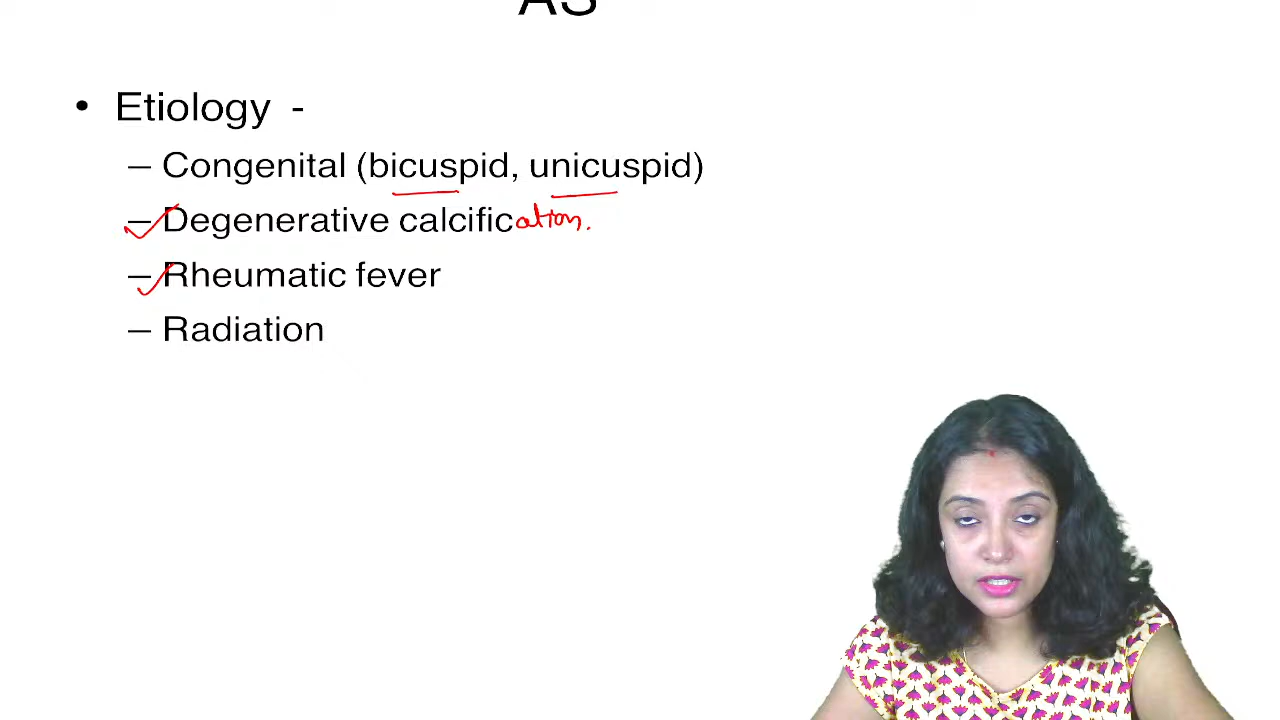 AS
• Etiology -
– Congenital (bicuspid, unicuspid)
– Degenerative calcification.
– Rheumatic fever
– Radiation